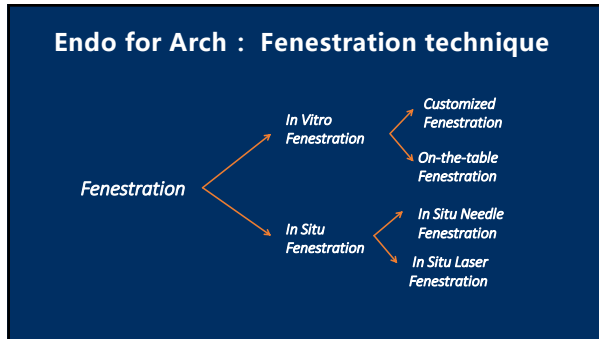 Endo for Arch : Fenestration technique
Fenestration
In Vitro
Fenestration
Customized
Fenestration
On-the-table
Fenestration
In Situ
Fenestration
In Situ Needle
Fenestration
In Situ Laser
Fenestration